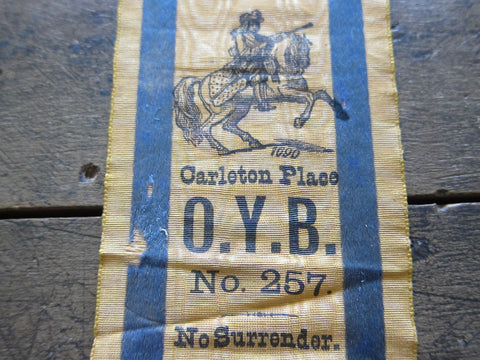 1690
Carleton Place
O.Y.B.
No. 257.
No Surrender.